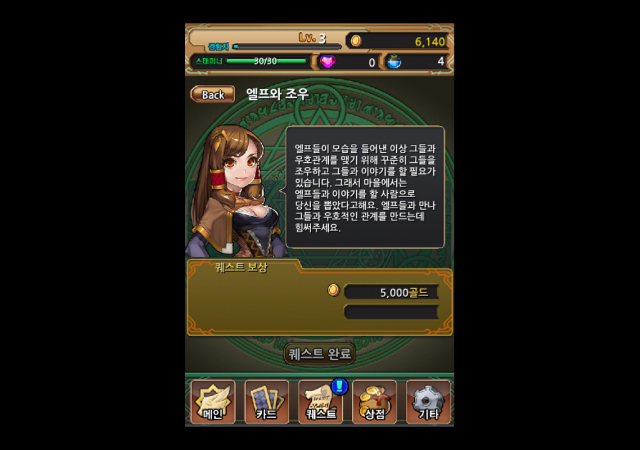 Lv. 3
경험치
6,140
스태미너 30/30
0
4
Back
엘프와 조우
엘프들이 모습을 들어낸 이상 그들과
우호관계를 맺기 위해 꾸준히 그들을
조우하고 그들과 이야기를 할 필요가
있습니다. 그래서 마을에서는
엘프들과 이야기를 할 사람으로
당신을 뽑았다고해요. 엘프들과 만나
그들과 우호적인 관계를 만드는데
힘써주세요.
퀘스트 보상
5,000골드
퀘스트 완료
메인
카드
퀘스트
상점
기타